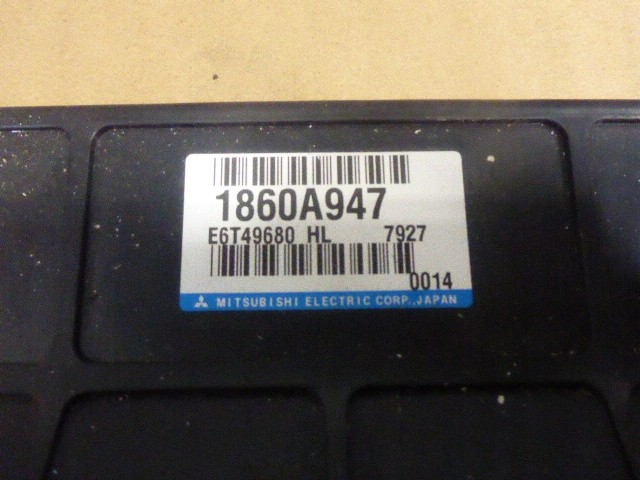 1860A947
E6T49680 HL 7927
0014
MITSUBISHI ELECTRIC CORP.,JAPAN